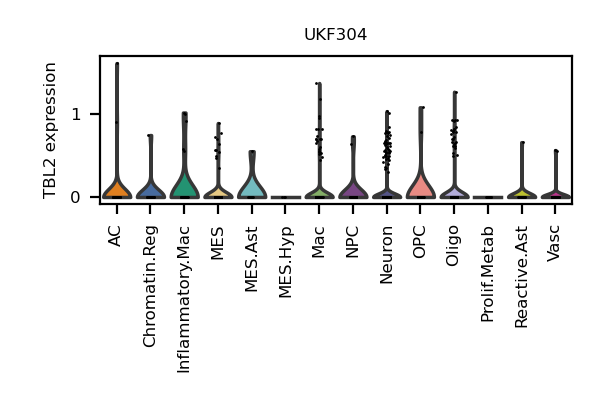 UKF304
TBL2 expression
1
0
AC
Chromatin.Reg
Inflammatory.Mac
MES
MES.Ast
MES.Hyp
Mac
NPC
Neuron
OPC
Oligo
Prolif.Metab
Reactive.Ast
Vasc